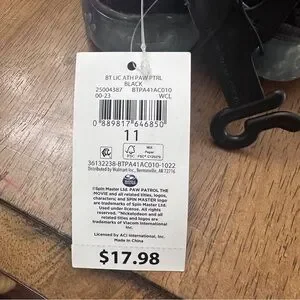 BT LIC ATH PAW PTRL
BLACK
25004387 BTPA41AC010
00-23 WCL
0 889817 646850
11
FSC
MIX
Paper
36132238-BTPA41AC010-1022
Distributed by Walmart Inc., Bentonville, AR 72716
©Spin Master Ltd. PAW PATROL THE
MOVIE and all related titles, logos,
characters; and SPIN MASTER logo
are trademarks of Spin Master Ltd.
Used under license. All rights
reserved. "Nickelodeon and all
related titles and logos are
trademarks of Viacom International
Inc.
Licensed by ACI International, Inc.
Made in China
$17.98